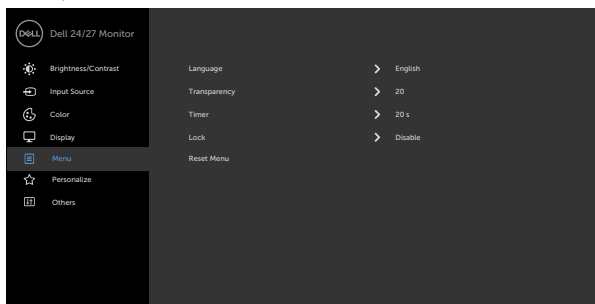 DELL Dell 24/27 Monitor
Brightness/Contrast Language English
Input Source Transparency 20
Color Timer 20 s
Display Lock Disable
Menu Reset Menu
Personalize
Others